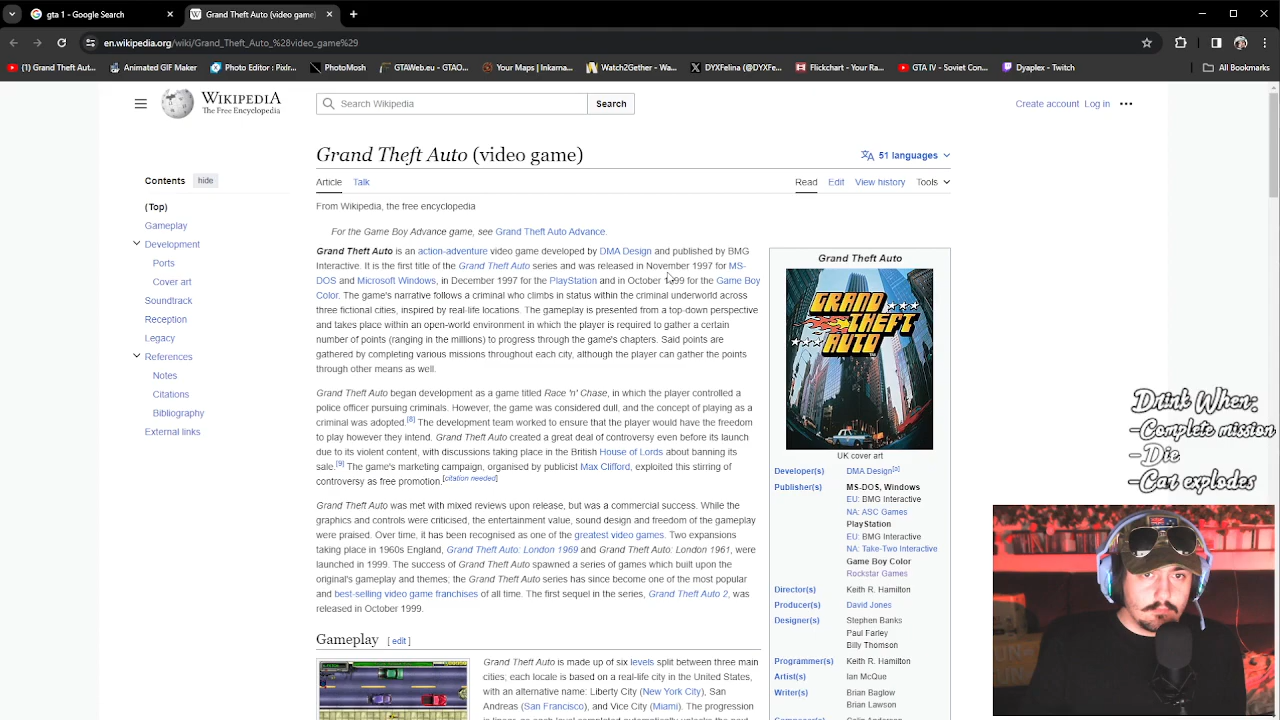 gta 1 - Google Search
Grand Theft Auto (video game)
en.wikipedia.org/wiki/Grand_Theft_Auto_%28video_game%29
(1) Grand Theft Aut...
Animated GIF Maker
Photo Editor : Pixlr...
PhotoMosh
GTAWeb.eu - GTAO...
Your Maps | Immers...
Watch2Gether - Wa...
Felina (@DYXFe...
Flickchart - My Mov...
GTA IV - Soviet Con...
Dyapter_ - Twitch
All Bookmarks
WIKIPEDIA
The Free Encyclopedia
Search Wikipedia
Search
Create account Log in
Contents hide
(Top)
Gameplay
Development
Ports
Cover art
Soundtrack
Reception
Legacy
References
Notes
Citations
Bibliography
External links
Grand Theft Auto (video game)
51 languages
Article Talk
Read Edit View history Tools
From Wikipedia, the free encyclopedia
For the Game Boy Advance game, see Grand Theft Auto Advance.
Grand Theft Auto is an action-adventure video game developed by DMA Design and published by BMG
Interactive. It is the first title of the Grand Theft Auto series and was released in November 1997 for MS-
DOS and Microsoft Windows, in December 1997 for the PlayStation and in October 1999 for the Game Boy
Color. The game's narrative follows a criminal who climbs in status within the criminal underworld across
three fictional cities, inspired by real-life locations. The gameplay is presented from a top-down perspective
and takes place within an open-world environment in which the player is required to gather a certain
number of points (ranging in the millions) to progress through the game's chapters. Said points are
gathered by completing various missions throughout each city, although the player can gather the points
through other means as well.
Grand Theft Auto began development as a game titled Race 'n' Chase, in which the player controlled a
police officer pursuing criminals. However, the game was considered dull, and the concept of playing as a
criminal was adopted.[8] The development team worked to ensure that the player would have the freedom
to play however they intend. Grand Theft Auto created a great deal of controversy even before its launch
due to its violent content, with discussions taking place in the British House of Lords about banning its
sale.[9] The game's marketing campaign, organised by publicist Max Clifford, exploited this stirring of
controversy as free promotion.[citation needed]
Grand Theft Auto was met with mixed reviews upon release, but was a commercial success. While the
graphics and controls were criticised, the entertainment value, sound design and freedom of the gameplay
were praised. Over time, it has been recognised as one of the greatest video games. Two expansions
taking place in 1960s England, Grand Theft Auto: London 1969 and Grand Theft Auto: London 1961, were
launched in 1999. The success of Grand Theft Auto spawned a series of games which built upon the
original's gameplay and themes; the Grand Theft Auto series has since become one of the most popular
and best-selling video game franchises of all time. The first sequel in the series, Grand Theft Auto 2, was
released in October 1999.
Gameplay [ edit ]
Grand Theft Auto is made up of six levels split between three main
cities, each locale is based on a real-life city in the United States,
with an alternative name: Liberty City (New York City), San
Andreas (San Francisco), and Vice City (Miami). The progression
Grand Theft Auto
GRAND
THEFT
AUTO
UK cover art
Developer(s) DMA Design[a]
Publisher(s) MS-DOS, Windows
EU: BMG Interactive
NA: ASC Games
PlayStation
EU: BMG Interactive
NA: Take-Two Interactive
Game Boy Color
Rockstar Games
Director(s) Keith R. Hamilton
Producer(s) David Jones
Designer(s) Stephen Banks
Paul Farley
Billy Thomson
Programmer(s) Keith R. Hamilton
Artist(s) Ian McQue
Writer(s) Brian Baglow
Brian Lawson
Drink When:
-Complete mission
-Die
-Car explodes